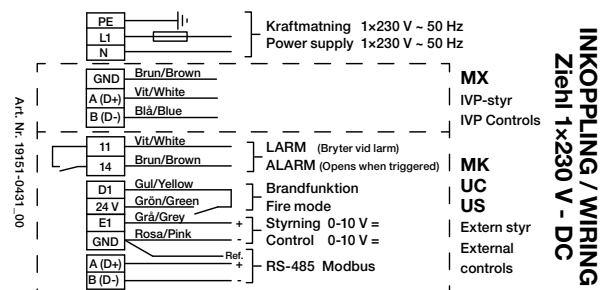 PE
L1
N
Kraftmatning 1×230 V ~ 50 Hz
Power supply 1×230 V ~ 50 Hz
GND Brun/Brown
A (D+) Vit/White
B (D-) Blå/Blue
MX
IVP-styr
IVP Controls
11 Vit/White
14 Brun/Brown
LARM (Bryter vid larm)
ALARM (Opens when triggered)
D1 Gul/Yellow
24 V Grön/Green
Brandfunktion
Fire mode
E1 Grå/Grey +
GND Rosa/Pink -
Styrning 0-10 V =
Control 0-10 V =
Ref.
A (D+) +
B (D-) -
RS-485 Modbus
MK
UC
US
Extern styr
External
controls
INKOPPLING / WIRING
Ziehl 1×230 V - DC
Art. Nr. 19151-0431_00